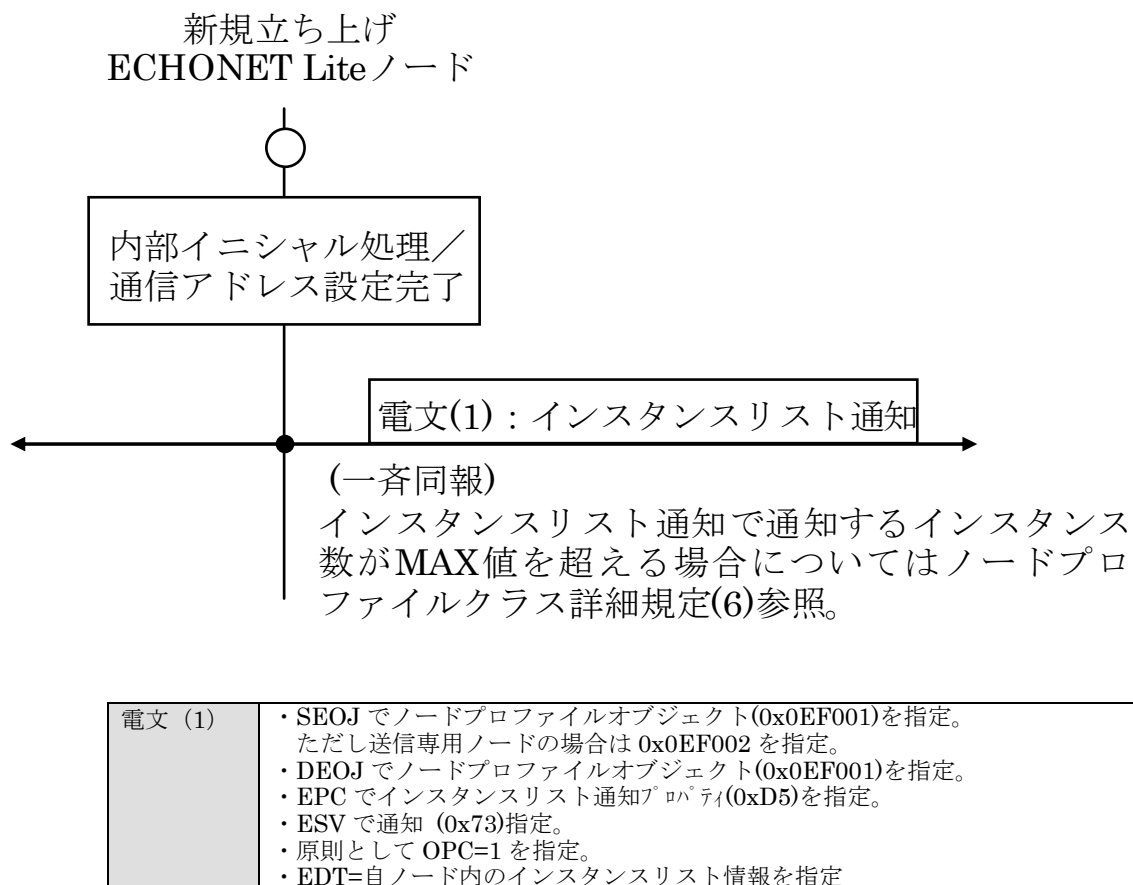 新規立ち上げ
ECHONET Liteノード
内部イニシャル処理／
通信アドレス設定完了
電文(1)：インスタンスリスト通知
(一斉同報)
インスタンスリスト通知で通知するインスタンス
数がMAX値を超える場合についてはノードプロ
ファイルクラス詳細規定(6)参照。
電文（1）
・SEOJ でノードプロファイルオブジェクト(0x0EF001)を指定。
ただし送信専用ノードの場合は 0x0EF002 を指定。
・DEOJ でノードプロファイルオブジェクト(0x0EF001)を指定。
・EPC でインスタンスリスト通知ﾌﾟﾛﾊﾟﾃｨ(0xD5)を指定。
・ESV で通知 (0x73)指定。
・原則として OPC=1 を指定。
・EDT=自ノード内のインスタンスリスト情報を指定